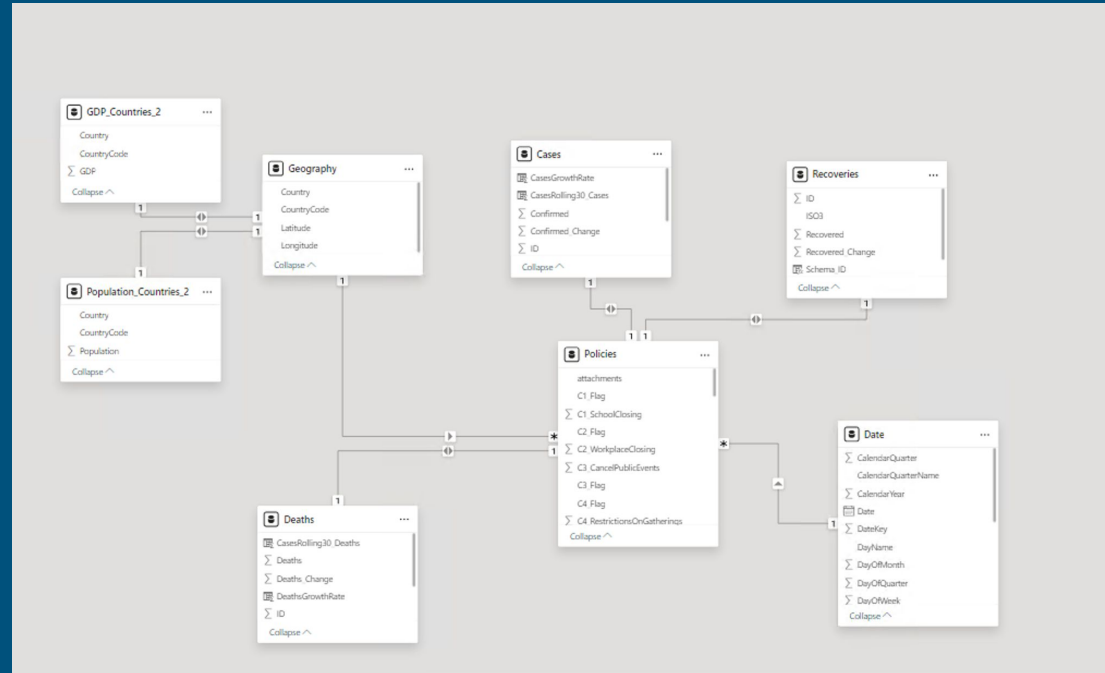 GDP_Countries_2
Country
CountryCode
GDP
Collapse
1
1
1
1
Population_Countries_2
Country
CountryCode
Population
Collapse
Geography
Country
CountryCode
Latitude
Longitude
Collapse
1
Cases
CasesGrowthRate
CasesRolling30_Cases
Confirmed
Confirmed_Change
ID
Collapse
1
Recoveries
ID
ISO3
Recovered
Recovered_Change
Schema_ID
Collapse
1
1 1
Policies
attachments
C1_Flag
C1_SchoolClosing
C2_Flag
C2_WorkplaceClosing
C3_CancelPublicEvents
C3_Flag
C4_Flag
C4_RestrictionsOnGatherings
Collapse
*
1
*
1
1
Deaths
CasesRolling30_Deaths
Deaths
Deaths_Change
DeathsGrowthRate
ID
Collapse
Date
CalendarQuarter
CalendarQuarterName
CalendarYear
Date
DateKey
DayName
DayOfMonth
DayOfQuarter
DayOfWeek
Collapse